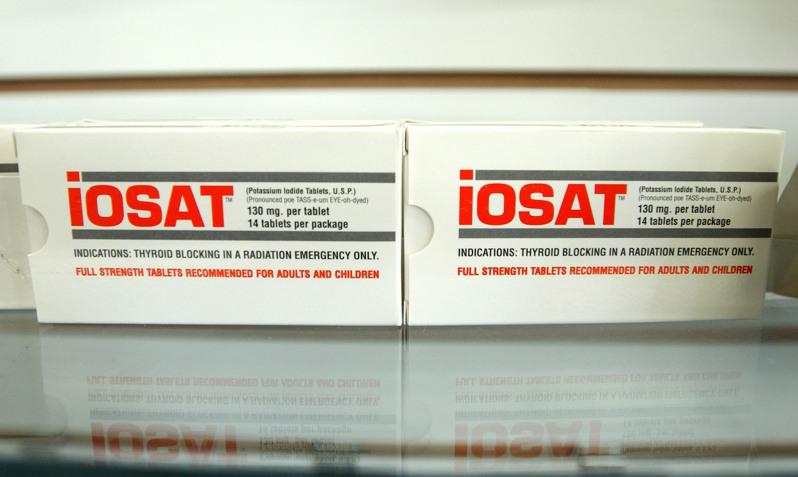 iOSAT™
(Potassium Iodide Tablets, U.S.P.)
(Pronounced poe TASS-e-um EYE-oh-dyed)
130 mg. per tablet
14 tablets per package
INDICATIONS: THYROID BLOCKING IN A RADIATION EMERGENCY ONLY.
FULL STRENGTH TABLETS RECOMMENDED FOR ADULTS AND CHILDREN
iOSAT™
(Potassium Iodide Tablets, U.S.P.)
(Pronounced poe TASS-e-um EYE-oh-dyed)
130 mg. per tablet
14 tablets per package
INDICATIONS: THYROID BLOCKING IN A RADIATION EMERGENCY ONLY.
FULL STRENGTH TABLETS RECOMMENDED FOR ADULTS AND CHILDREN